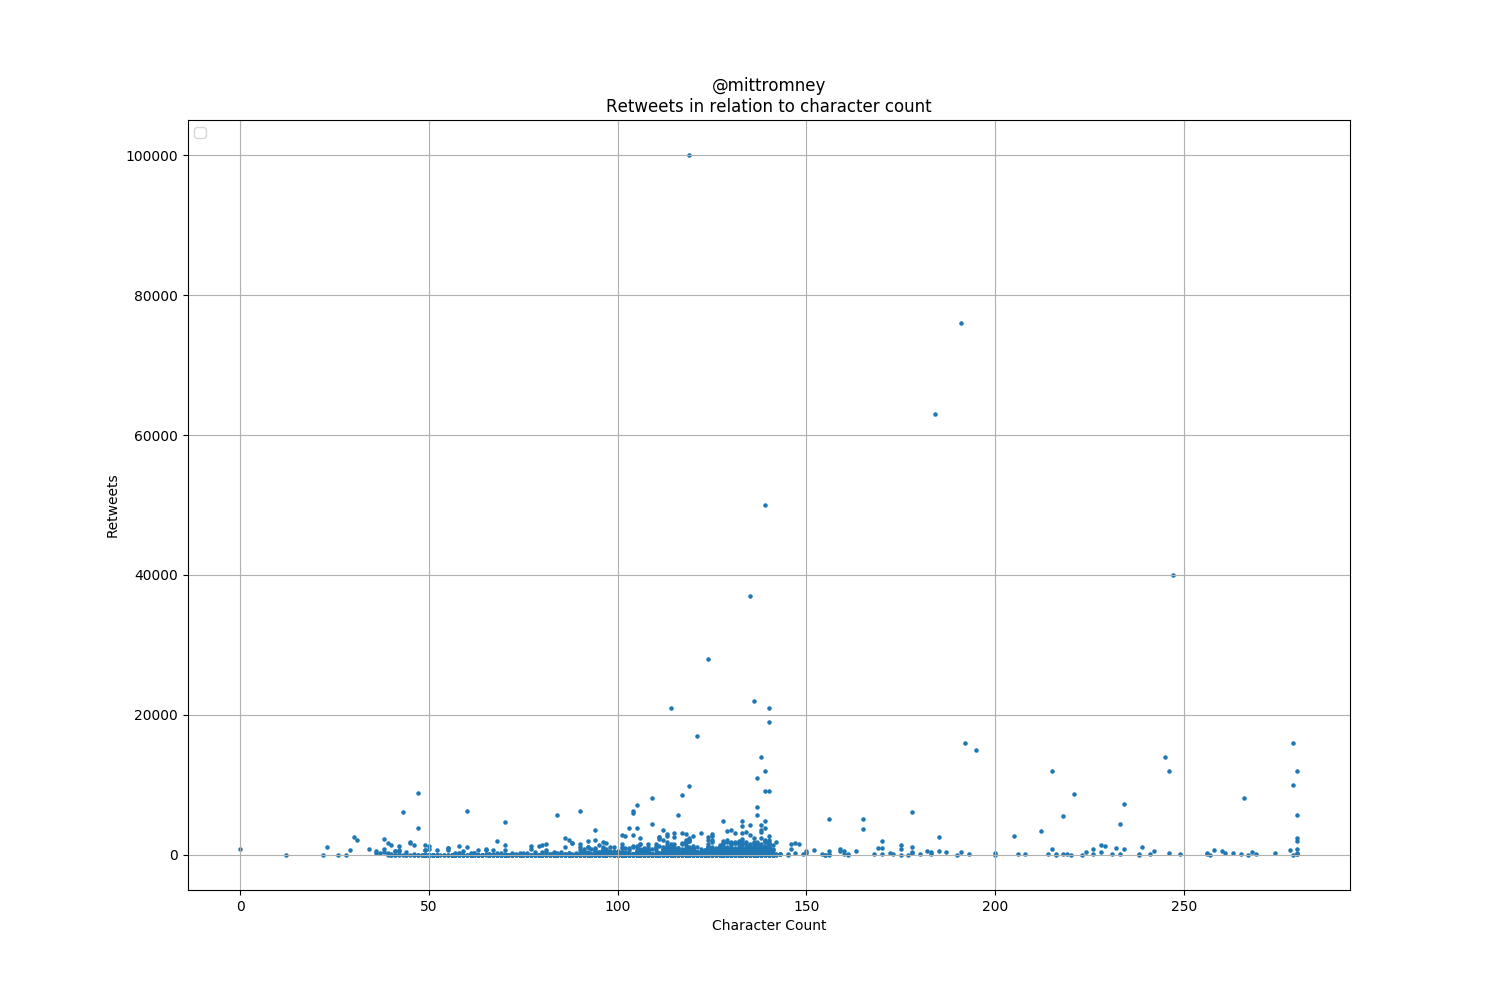 @mittromney
Retweets in relation to character count
100000
80000
60000
40000
20000
0
Retweets
0 50 100 150 200 250
Character Count